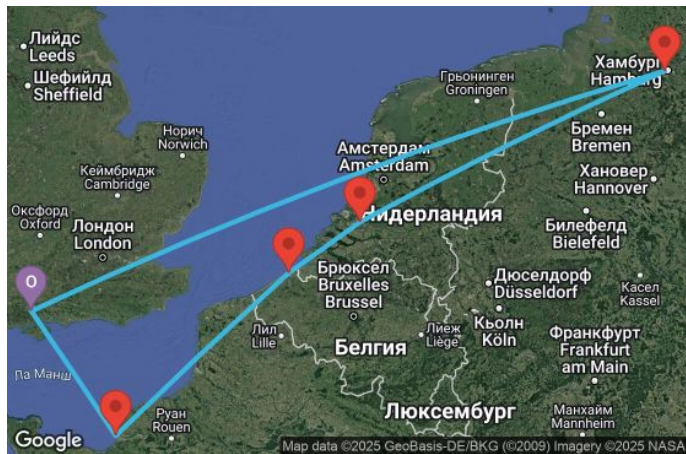 Лийдс
Leeds
Шефийлд
Sheffield
Норич
Norwich
Кеймбридж
Cambridge
Оксфорд
Oxford
Лондон
London
О
Ла Манш
Руан
Rouen
Лил
Lille
Грьонинген
Groningen
Амстердам
Amsterdam
Нидерландия
Брюксел
Bruxelles
Brussel
Белгия
Лиеж
Liège
Люксембург
Хамбург
Hamburg
Бремен
Bremen
Хановер
Hannover
Билефелд
Bielefeld
Дюселдорф
Düsseldorf
Касел
Kassel
Кьолн
Köln
Франкфурт
Frankfurt
am Main
Манхайм
Mannheim
Google
Map data ©2025 GeoBasis-DE/BKG (©2009) Imagery ©2025 NASA